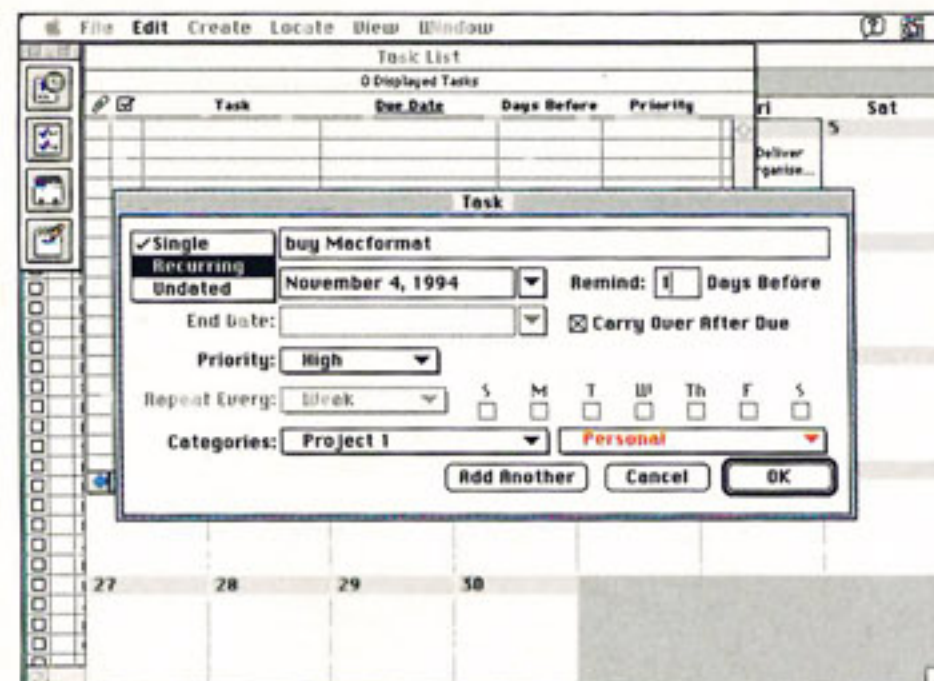 File Edit Create Locate View Window
Task List
0 Displayed Tasks
Task Due Date Days Before Priority
ri Sat
5
Deliver
rganise...
Task
✓Single
buy Macformat
Recurring
Undated
November 4, 1994
Remind: 1 Days Before
End Date:
Carry Over After Due
Priority: High
S M T W Th F S
Repeat Every: Week
Categories: Project 1 Personal
Add Another Cancel OK
27 28 29 30